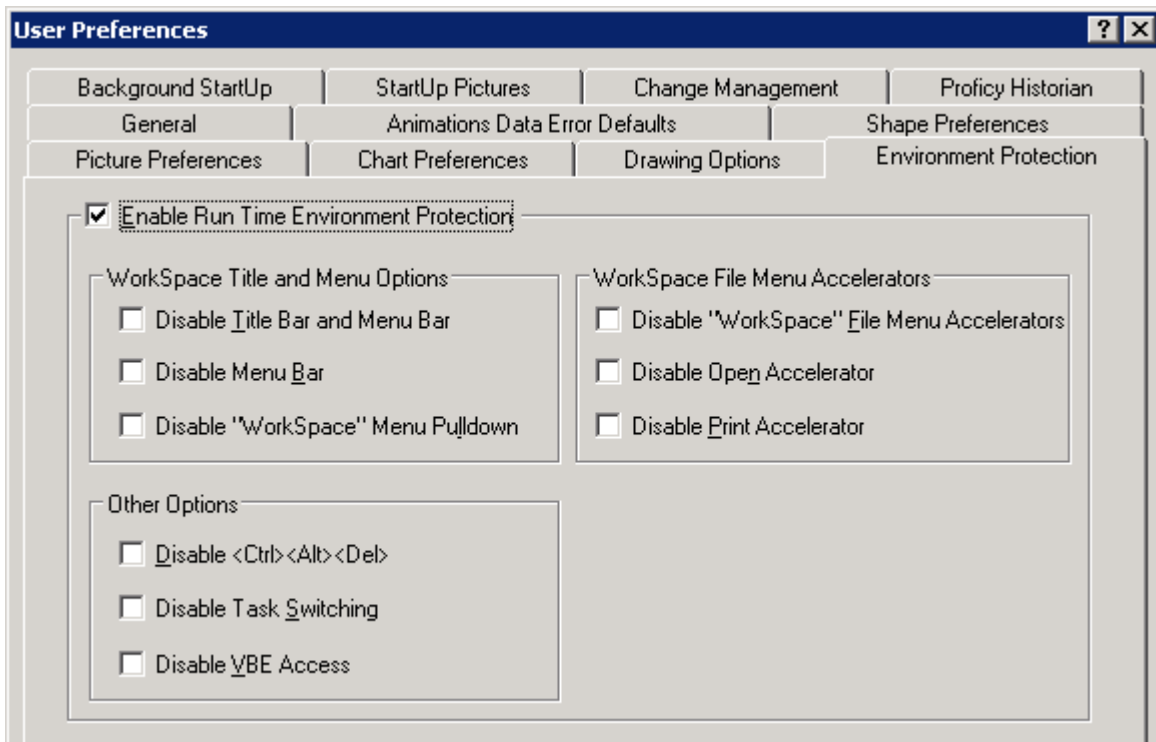 User Preferences
Background StartUp StartUp Pictures Change Management Proficy Historian
General Animations Data Error Defaults Shape Preferences
Picture Preferences Chart Preferences Drawing Options Environment Protection
Enable Run Time Environment Protection
WorkSpace Title and Menu Options
Disable Title Bar and Menu Bar
Disable Menu Bar
Disable "WorkSpace" Menu Pulldown
WorkSpace File Menu Accelerators
Disable "WorkSpace" File Menu Accelerators
Disable Open Accelerator
Disable Print Accelerator
Other Options
Disable <Ctrl><Alt><Del>
Disable Task Switching
Disable VBE Access